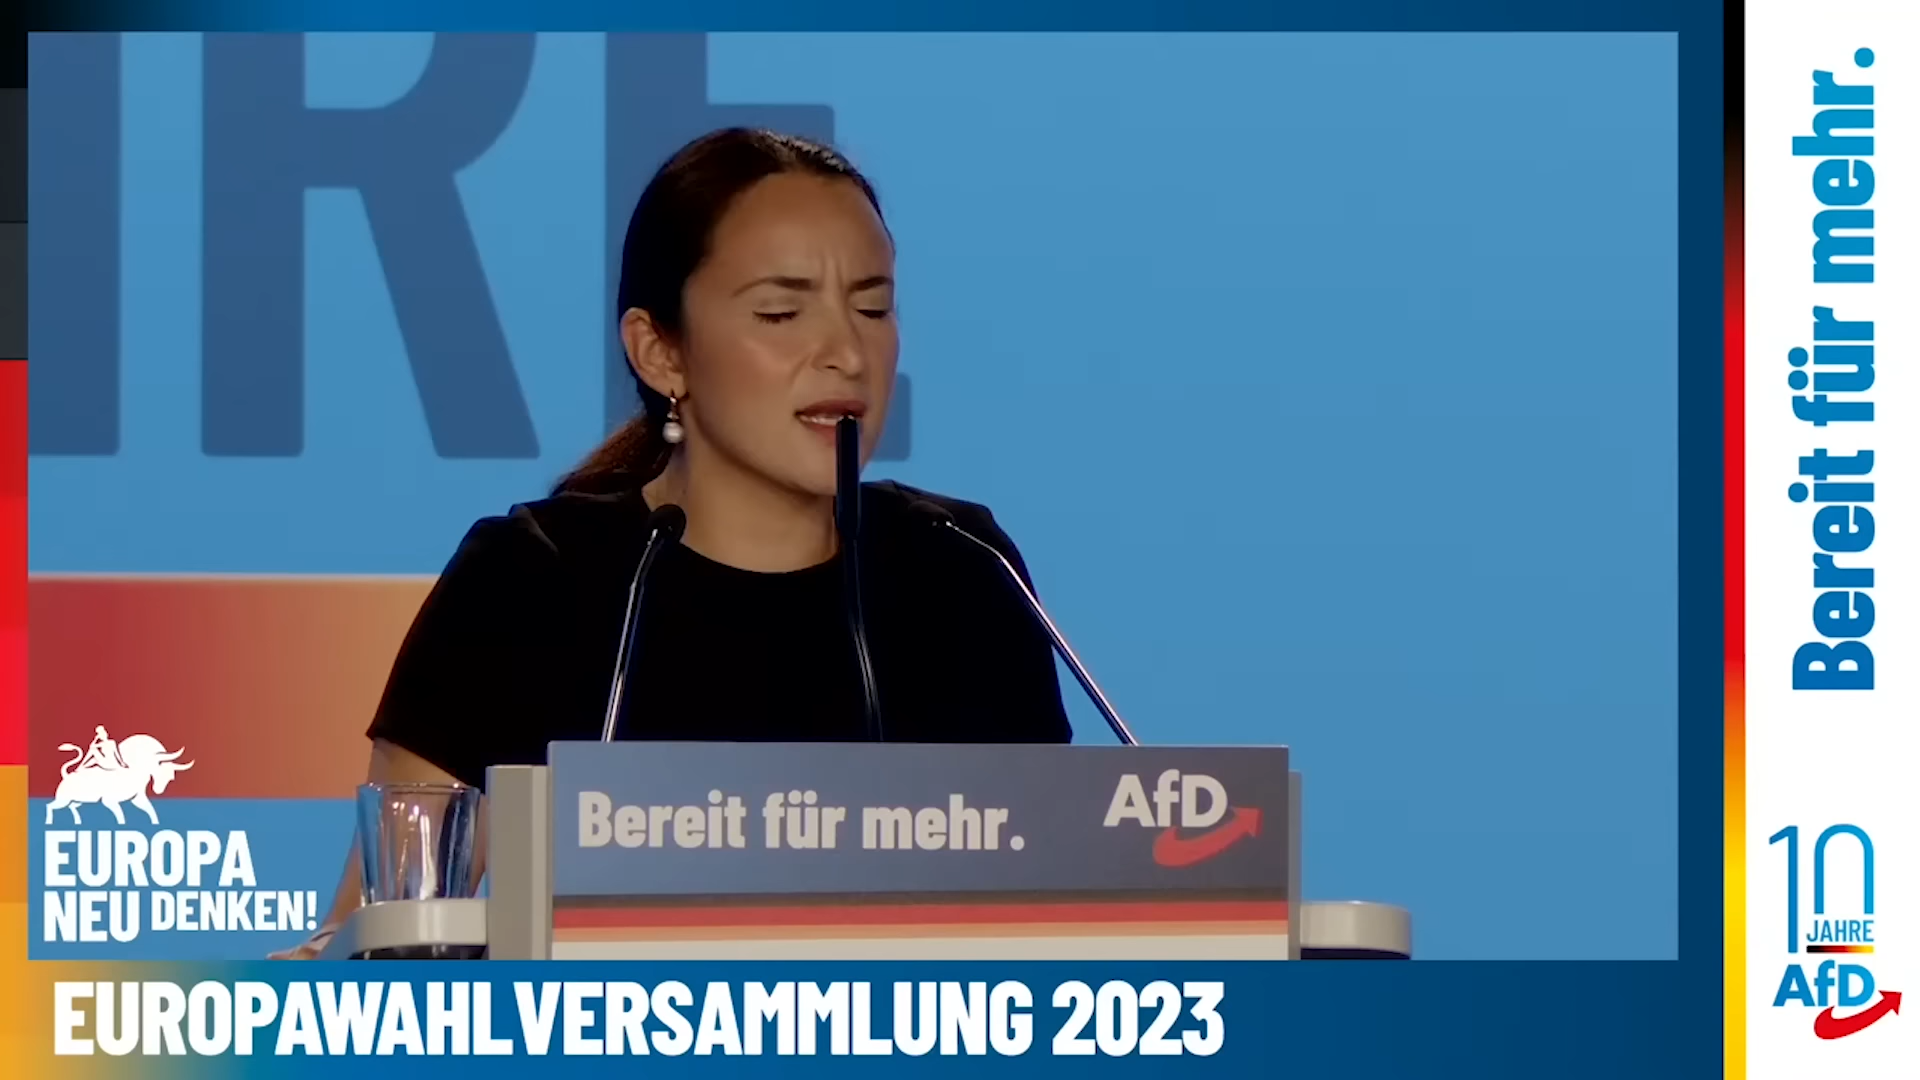 Bereit für mehr.
AfD
EUROPA
NEU DENKEN!
EUROPAWAHLVERSAMMLUNG 2023
Bereit für mehr.
10
JAHRE
AfD